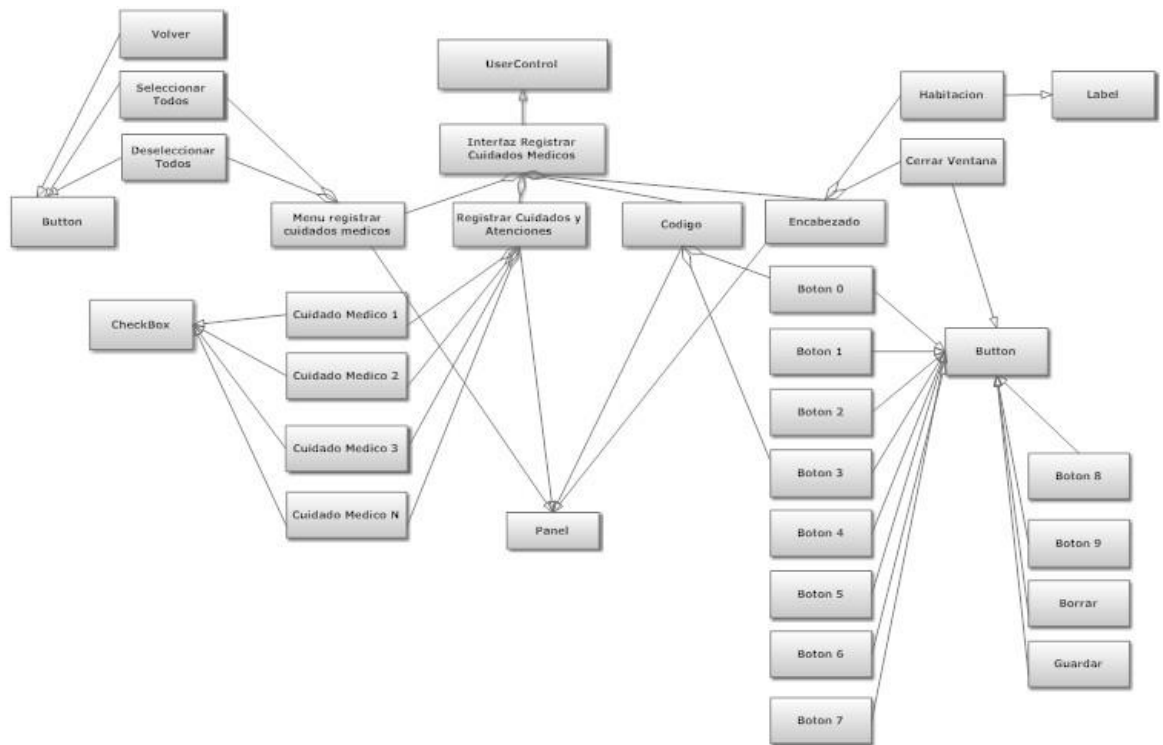 Volver
UserControl
Seleccionar
Todos
Habitacion
Label
Deseleccionar
Todos
Interfaz Registrar
Cuidados Medicos
Cerrar Ventana
Button
Menu registrar
cuidados medicos
Registrar Cuidados y
Atenciones
Codigo
Encabezado
Boton 0
CheckBox
Cuidado Medico 1
Boton 1
Button
Cuidado Medico 2
Boton 2
Cuidado Medico 3
Boton 3
Boton 8
Cuidado Medico N
Panel
Boton 4
Boton 9
Boton 5
Borrar
Boton 6
Guardar
Boton 7